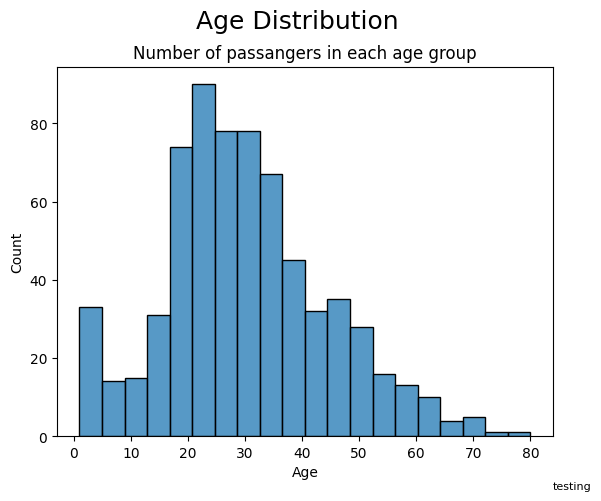 Age Distribution
Number of passangers in each age group
80
60
40
20
0
Count
0 10 20 30 40 50 60 70 80
Age
testing